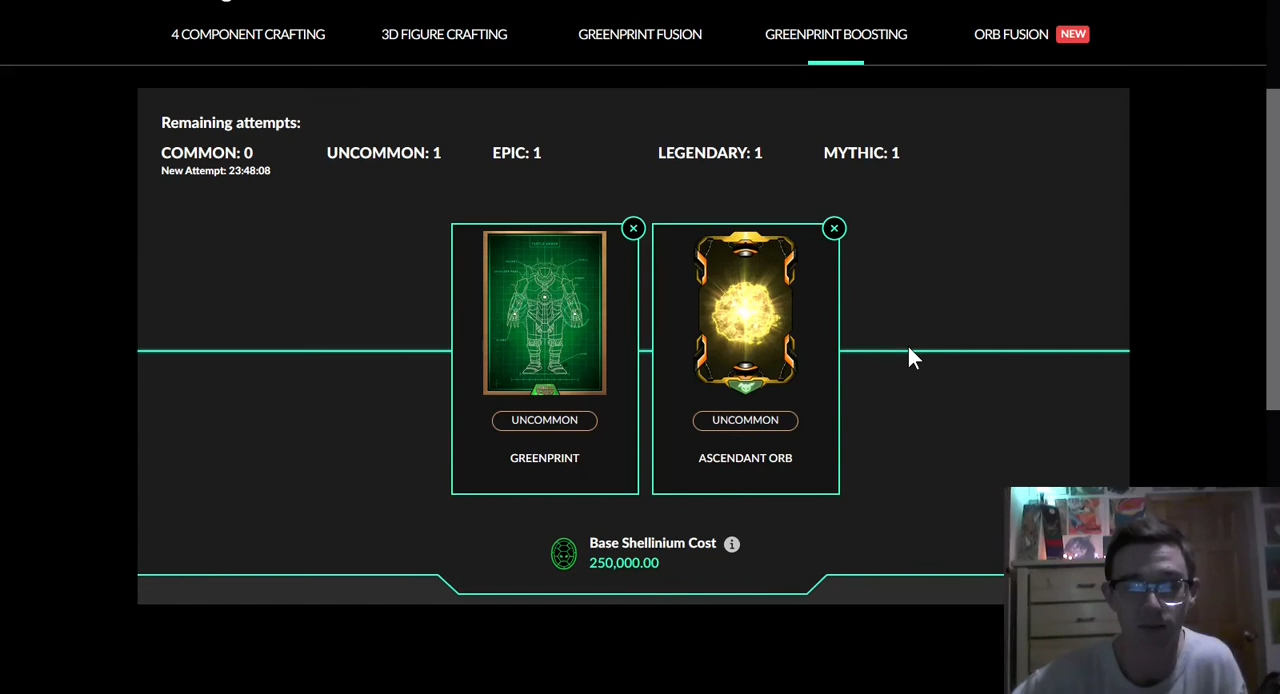 4 COMPONENT CRAFTING 3D FIGURE CRAFTING GREENPRINT FUSION GREENPRINT BOOSTING ORB FUSION NEW
Remaining attempts:
COMMON: 0 UNCOMMON: 1 EPIC: 1 LEGENDARY: 1 MYTHIC: 1
New Attempt: 23:48:08
UNCOMMON UNCOMMON
GREENPRINT ASCENDANT ORB
Base Shellinium Cost
250,000.00